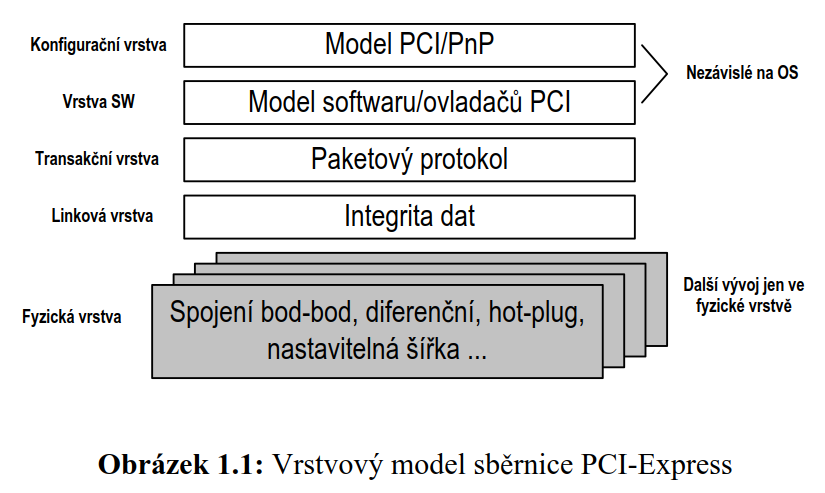 Konfigurační vrstva
Model PCI/PnP
Nezávislé na OS
Vrstva SW
Model softwaru/ovladačů PCI
Transakční vrstva
Paketový protokol
Linková vrstva
Integrita dat
Fyzická vrstva
Spojení bod-bod, diferenční, hot-plug,
nastavitelná šířka ...
Další vývoj jen ve
fyzické vrstvě
Obrázek 1.1: Vrstvový model sběrnice PCI-Express